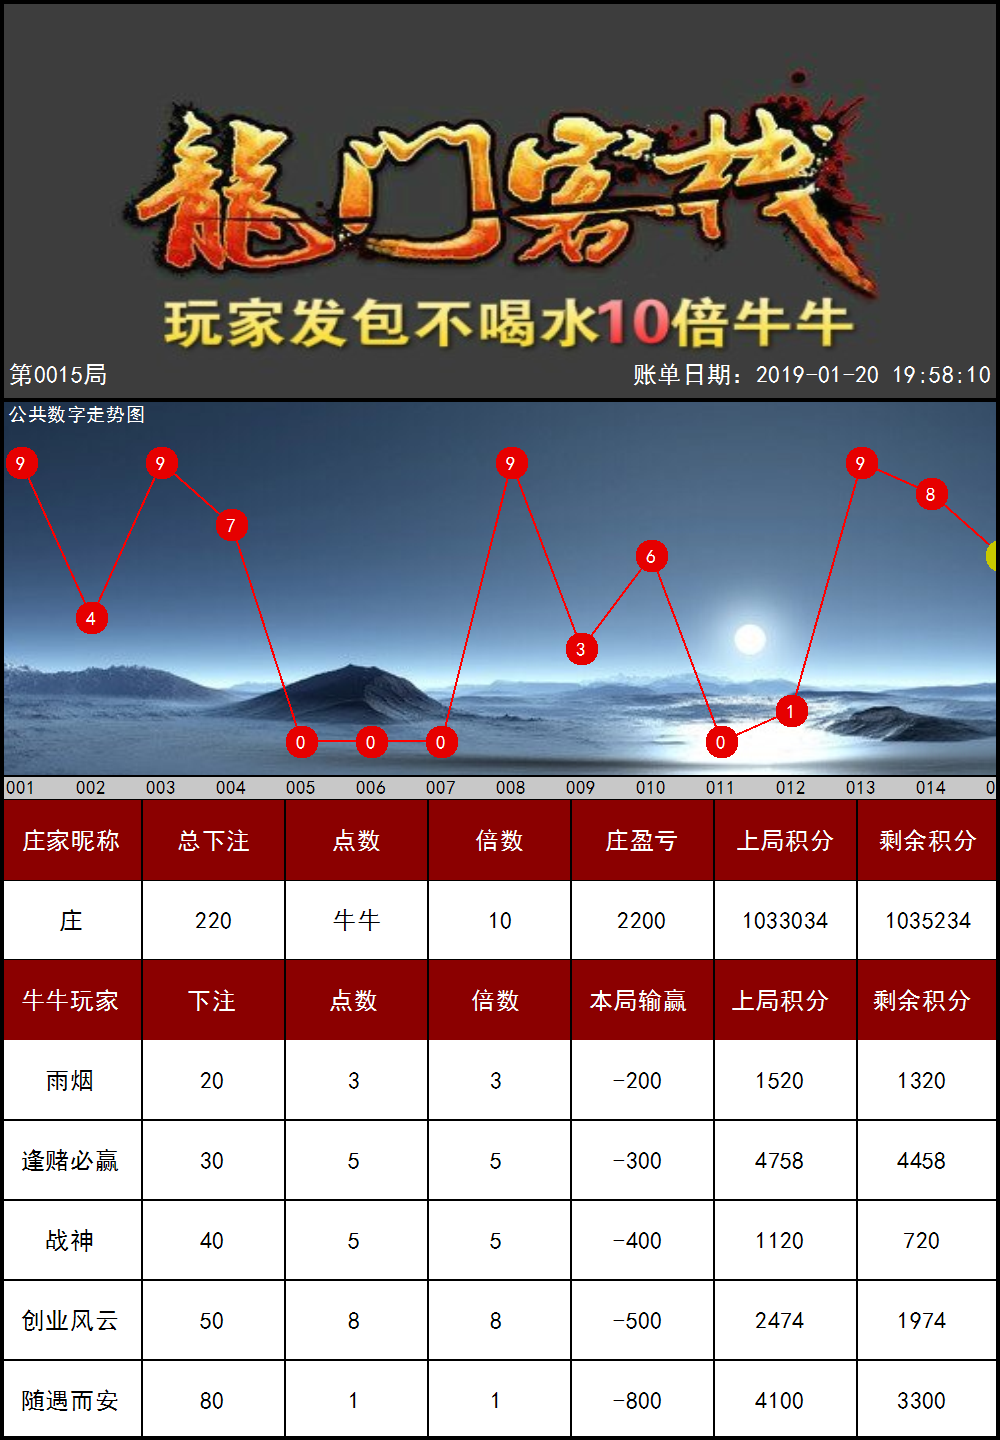 龍门客栈
玩家发包不喝水10倍牛牛
第0015局 账单日期：2019-01-20 19:58:10
公共数字走势图
9 4 9 7 0 0 0 9 3 6 0 1 9 8
001 002 003 004 005 006 007 008 009 010 011 012 013 014 0
庄家昵称 总下注 点数 倍数 庄盈亏 上局积分 剩余积分
庄 220 牛牛 10 2200 1033034 1035234
牛牛玩家 下注 点数 倍数 本局输赢 上局积分 剩余积分
雨烟 20 3 3 -200 1520 1320
逢赌必赢 30 5 5 -300 4758 4458
战神 40 5 5 -400 1120 720
创业风云 50 8 8 -500 2474 1974
随遇而安 80 1 1 -800 4100 3300